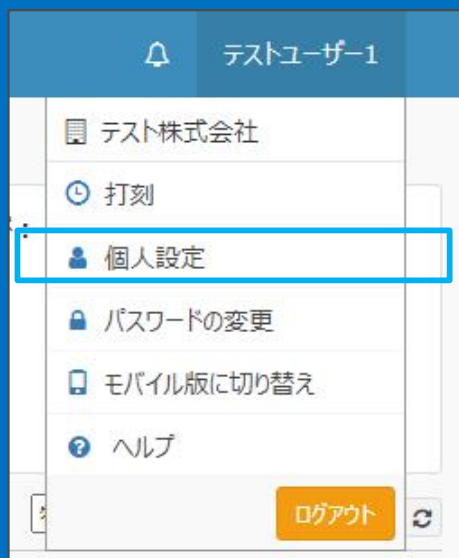 テストユーザー1
テスト株式会社
打刻
個人設定
パスワードの変更
モバイル版に切り替え
ヘルプ
ログアウト